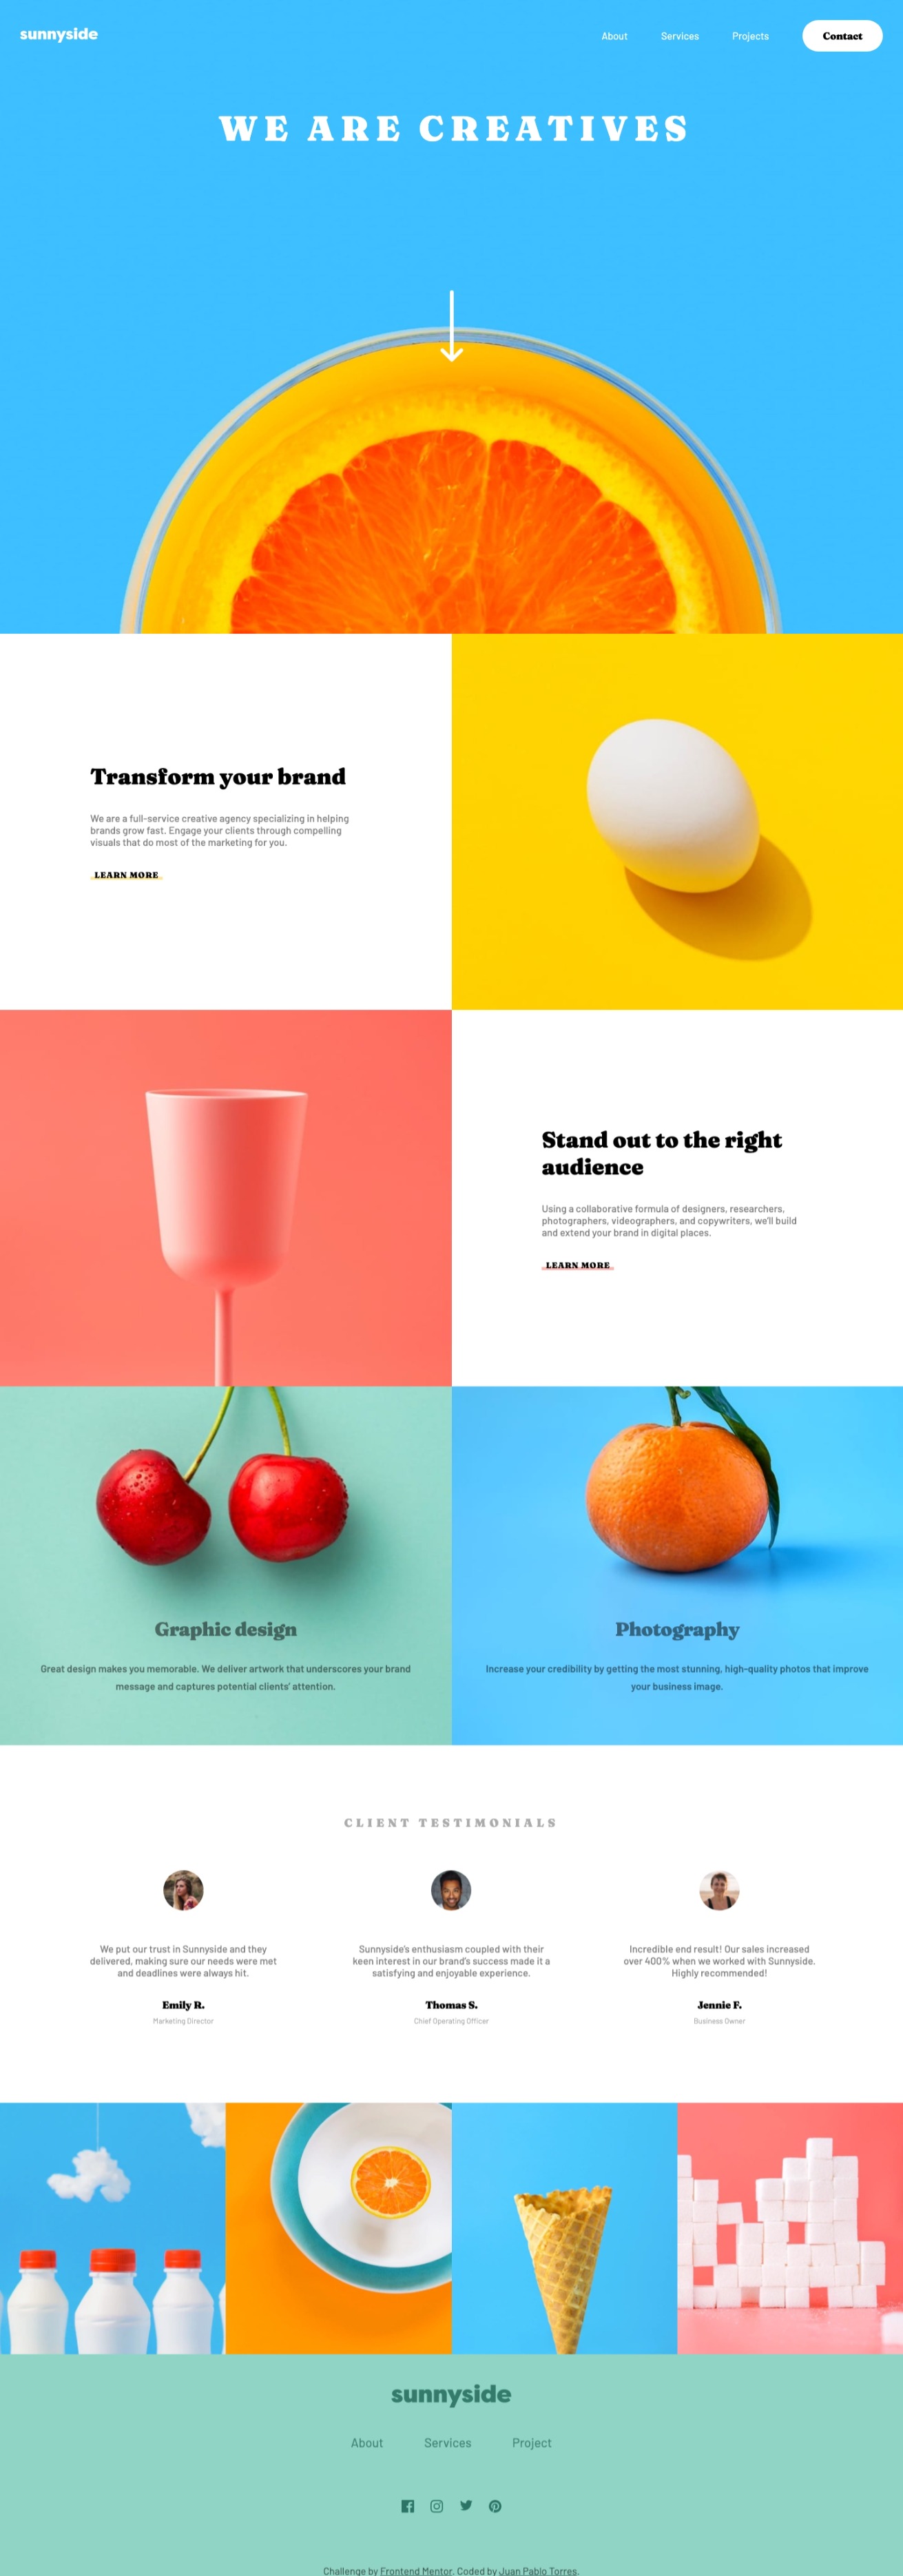 sunnyside
About Services Projects Contact
WE ARE CREATIVES
Transform your brand
We are a full-service creative agency specializing in helping
brands grow fast. Engage your clients through compelling
visuals that do most of the marketing for you.
LEARN MORE
Stand out to the right
audience
Using a collaborative formula of designers, researchers,
photographers, videographers, and copywriters, we'll build
and extend your brand in digital places.
LEARN MORE
Graphic design
Great design makes you memorable. We deliver artwork that underscores your brand
message and captures potential clients' attention.
Photography
Increase your credibility by getting the most stunning, high-quality photos that improve
your business image.
CLIENT TESTIMONIALS
We put our trust in Sunnyside and they
delivered, making sure our needs were met
and deadlines were always hit.
Emily R.
Marketing Director
Sunnyside's enthusiasm coupled with their
keen interest in our brand's success made it a
satisfying and enjoyable experience.
Thomas S.
Chief Operating Officer
Incredible end result! Our sales increased
over 400% when we worked with Sunnyside.
Highly recommended!
Jennie F.
Business Owner
sunnyside
About Services Project
Challenge by Frontend Mentor. Coded by Juan Pablo Torres.